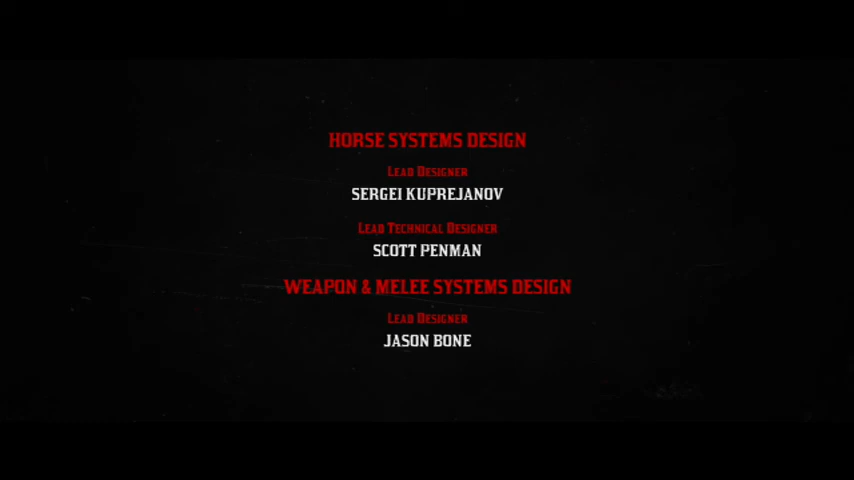 HORSE SYSTEMS DESIGN
LEAD DESIGNER
SERGEI KUPREJANOV
LEAD TECHNICAL DESIGNER
SCOTT PENMAN
WEAPON & MELEE SYSTEMS DESIGN
LEAD DESIGNER
JASON BONE